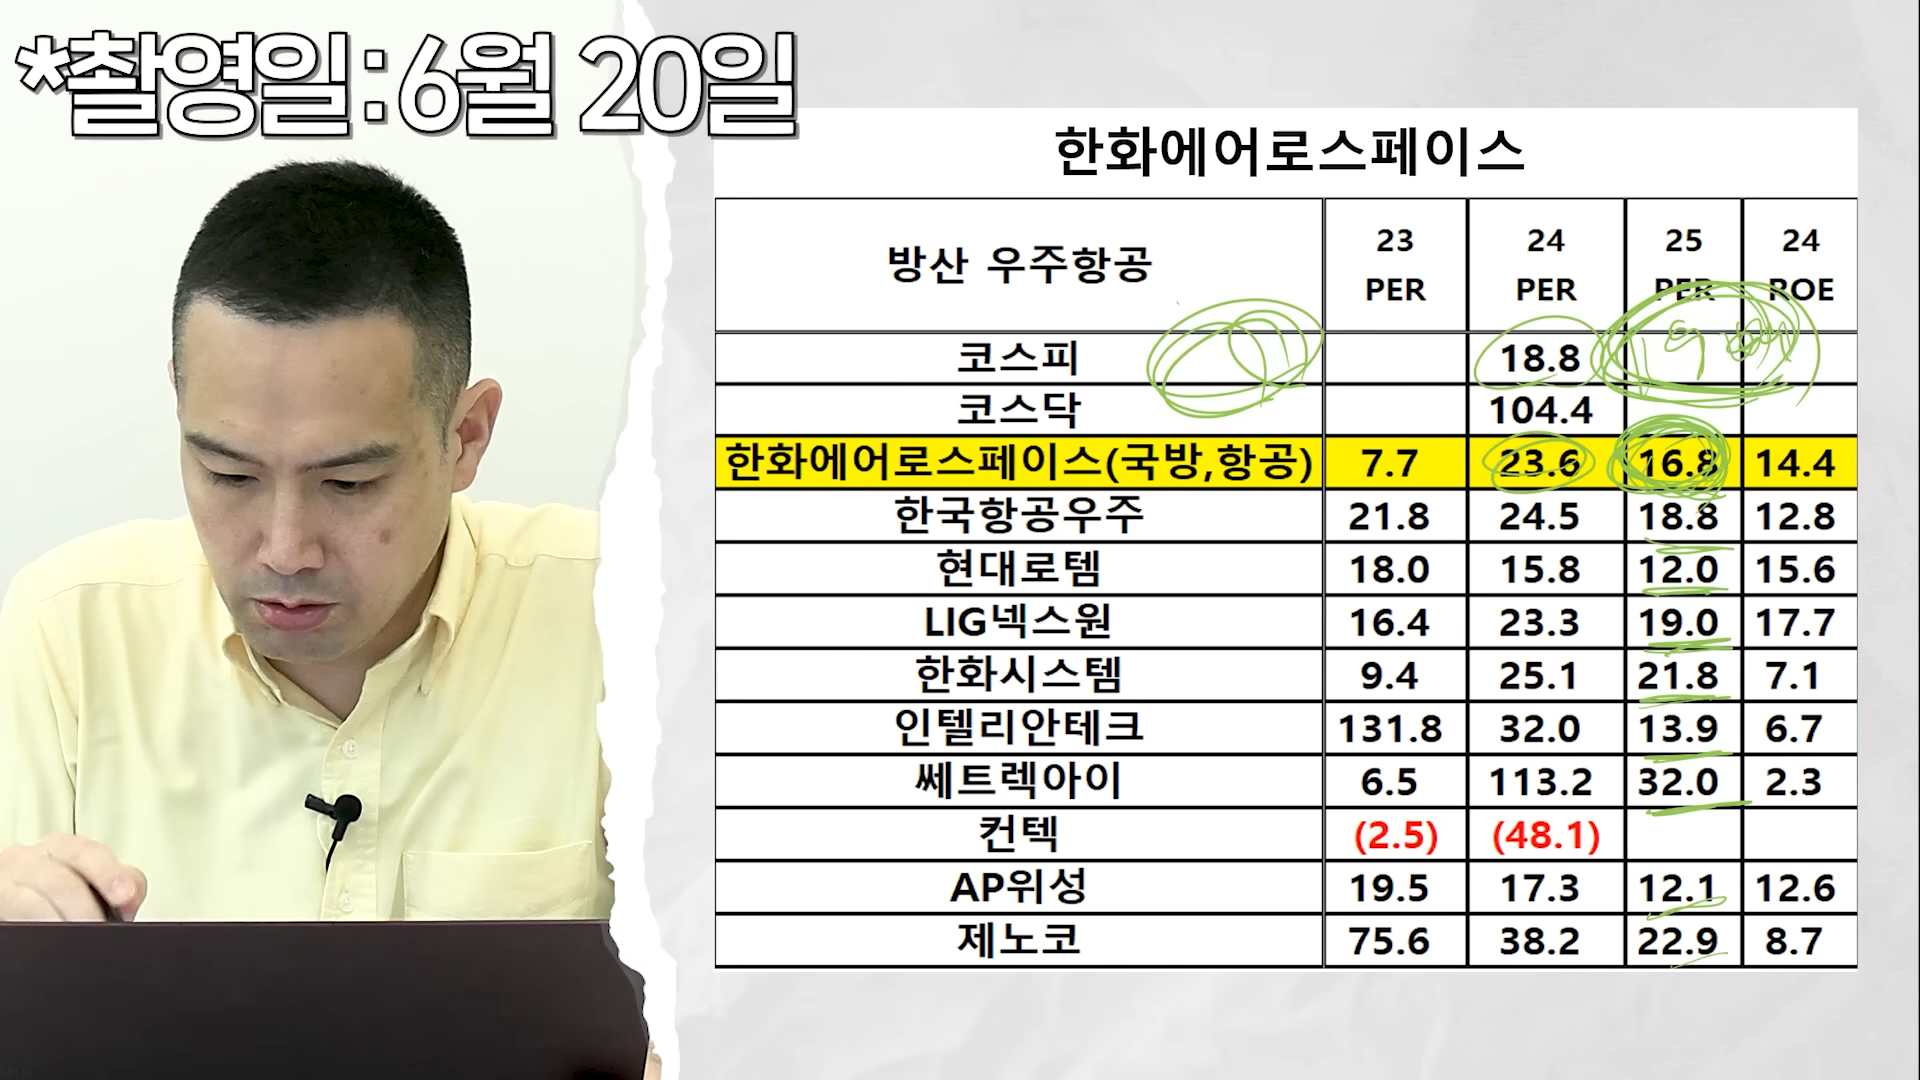 *촬영일 : 6월 20일
한화에어로스페이스
방산 우주항공 23 PER 24 PER 25 PER 24 ROE
코스피 18.8
코스닥 104.4
한화에어로스페이스(국방,항공) 7.7 23.6 16.8 14.4
한국항공우주 21.8 24.5 18.8 12.8
현대로템 18.0 15.8 12.0 15.6
LIG넥스원 16.4 23.3 19.0 17.7
한화시스템 9.4 25.1 21.8 7.1
인텔리안테크 131.8 32.0 13.9 6.7
쎄트렉아이 6.5 113.2 32.0 2.3
컨텍 (2.5) (48.1)
AP위성 19.5 17.3 12.1 12.6
제노코 75.6 38.2 22.9 8.7